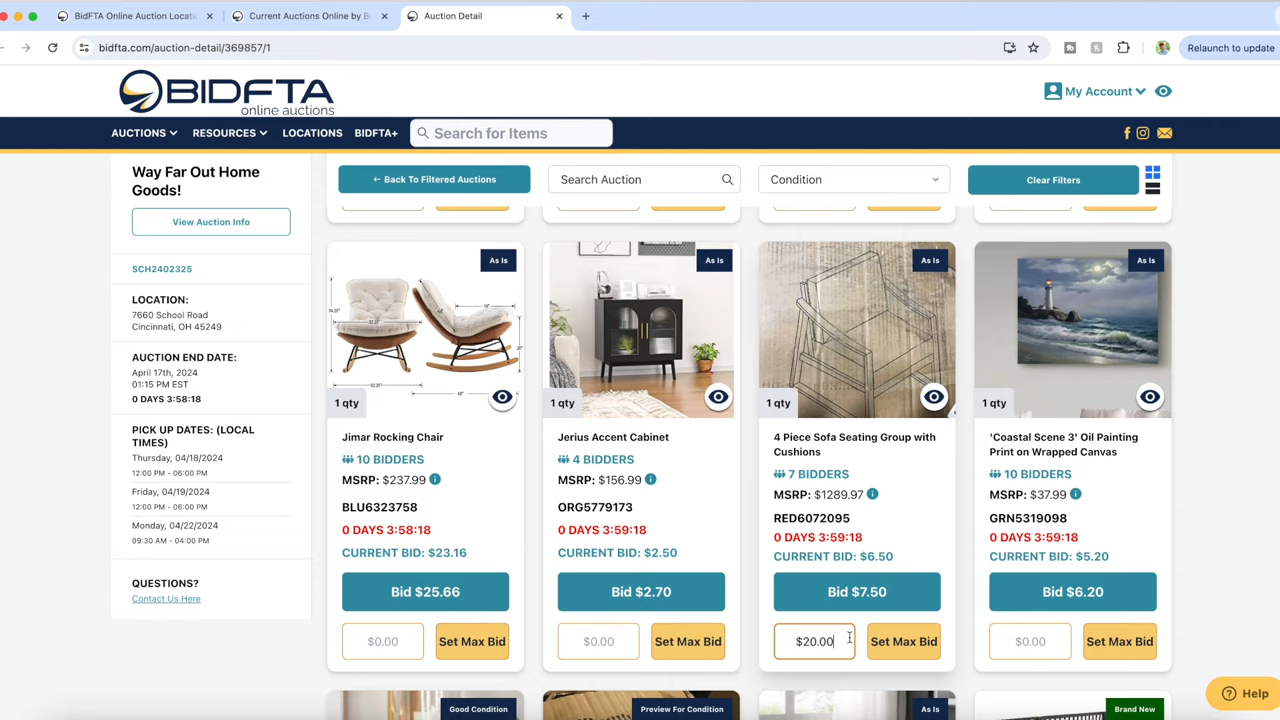 BidFTA Online Auction Locati
Current Auctions Online by Bi
Auction Detail
bidfta.com/auction-detail/369857/1
Relaunch to update
BIDFTA
online auctions
My Account
AUCTIONS
RESOURCES
LOCATIONS
BIDFTA+
Search for Items
Way Far Out Home
Goods!
View Auction Info
SCH2402325
LOCATION:
7660 School Road
Cincinnati, OH 45249
AUCTION END DATE:
April 17th, 2024
01:15 PM EST
0 DAYS 3:58:18
PICK UP DATES: (LOCAL
TIMES)
Thursday, 04/18/2024
12:00 PM - 06:00 PM
Friday, 04/19/2024
12:00 PM - 06:00 PM
Monday, 04/22/2024
09:30 AM - 04:00 PM
QUESTIONS?
Contact Us Here
← Back To Filtered Auctions
Search Auction
Condition
Clear Filters
As Is
1 qty
Jimar Rocking Chair
10 BIDDERS
MSRP: $237.99
BLU6323758
0 DAYS 3:58:18
CURRENT BID: $23.16
Bid $25.66
$0.00
Set Max Bid
As Is
1 qty
Jerius Accent Cabinet
4 BIDDERS
MSRP: $156.99
ORG5779173
0 DAYS 3:59:18
CURRENT BID: $2.50
Bid $2.70
$0.00
Set Max Bid
As Is
1 qty
4 Piece Sofa Seating Group with
Cushions
7 BIDDERS
MSRP: $1289.97
RED6072095
0 DAYS 3:59:18
CURRENT BID: $6.50
Bid $7.50
$20.00
Set Max Bid
As Is
1 qty
'Coastal Scene 3' Oil Painting
Print on Wrapped Canvas
10 BIDDERS
MSRP: $37.99
GRN5319098
0 DAYS 3:59:18
CURRENT BID: $5.20
Bid $6.20
$0.00
Set Max Bid
Good Condition
Preview For Condition
As Is
Brand New
Help